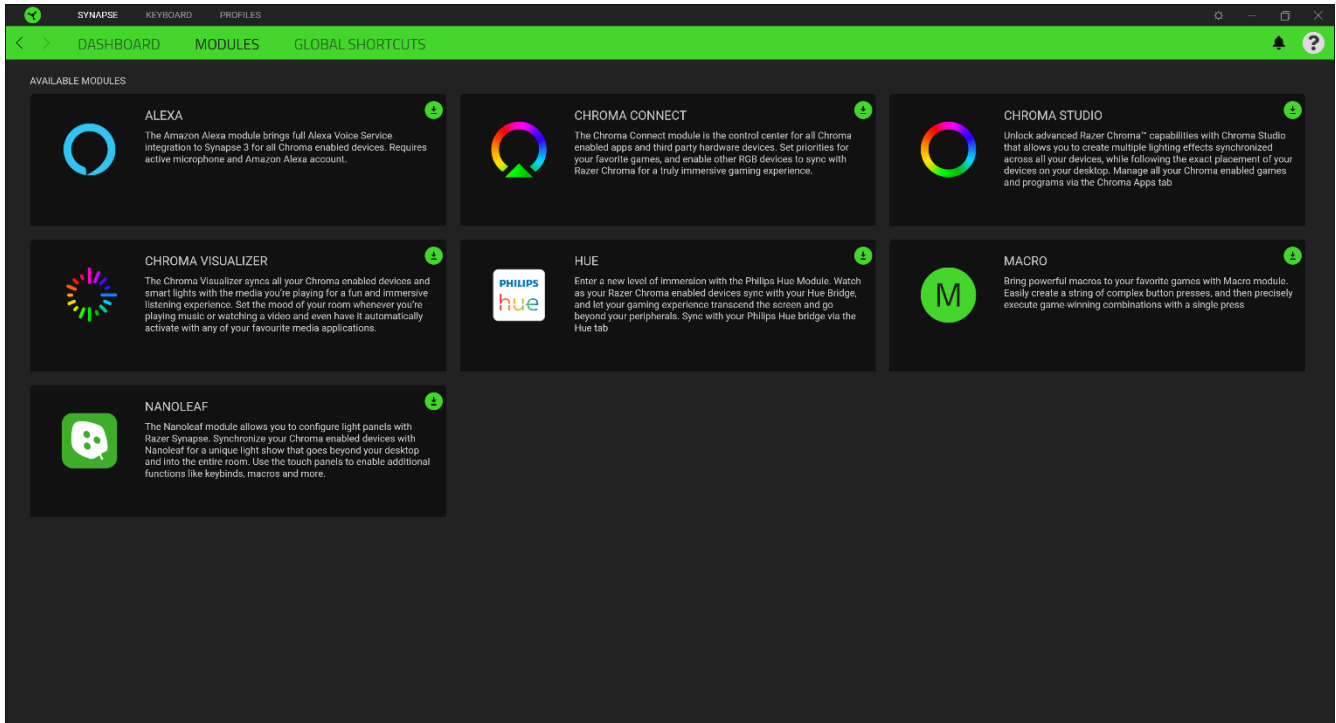 SYNAPSE KEYBOARD PROFILES
DASHBOARD MODULES GLOBAL SHORTCUTS
?
AVAILABLE MODULES
ALEXA
The Amazon Alexa module brings full Alexa Voice Service
integration to Synapse 3 for all Chroma enabled devices. Requires
active microphone and Amazon Alexa account.
CHROMA CONNECT
The Chroma Connect module is the control center for all Chroma
enabled apps and third party hardware devices. Set priorities for
your favorite games, and enable other RGB devices to sync with
Razer Chroma for a truly immersive gaming experience.
CHROMA STUDIO
Unlock advanced Razer Chroma™ capabilities with Chroma Studio
that allows you to create multiple lighting effects synchronized
across all your devices, while following the exact placement of your
devices on your desktop. Manage all your Chroma enabled games
and programs via the Chroma Apps tab
CHROMA VISUALIZER
The Chroma Visualizer syncs all your Chroma enabled devices and
smart lights with the media you're playing for a fun and immersive
listening experience. Set the mood of your room whenever you're
playing music or watching a video and even have it automatically
activate with any of your favourite media applications.
PHILIPS
hue
HUE
Enter a new level of immersion with the Philips Hue Module. Watch
as your Razer Chroma enabled devices sync with your Hue Bridge,
and let your gaming experience transcend the screen and go
beyond your peripherals. Sync with your Philips Hue bridge via the
Hue tab
M
MACRO
Bring powerful macros to your favorite games with Macro module.
Easily create a string of complex button presses, and then precisely
execute game-winning combinations with a single press
NANOLEAF
The Nanoleaf module allows you to configure light panels with
Razer Synapse. Synchronize your Chroma enabled devices with
Nanoleaf for a unique light show that goes beyond your desktop
and into the entire room. Use the touch panels to enable additional
functions like keybinds, macros and more.